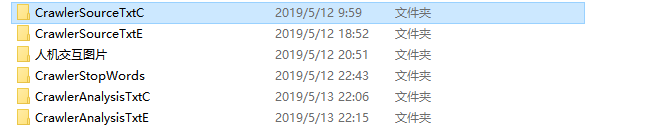 CrawlerSourceTxtC 2019/5/12 9:59 文件夹
CrawlerSourceTxtE 2019/5/12 18:52 文件夹
人机交互图片 2019/5/12 20:51 文件夹
CrawlerStopWords 2019/5/12 22:43 文件夹
CrawlerAnalysisTxtC 2019/5/13 22:06 文件夹
CrawlerAnalysisTxtE 2019/5/13 22:15 文件夹